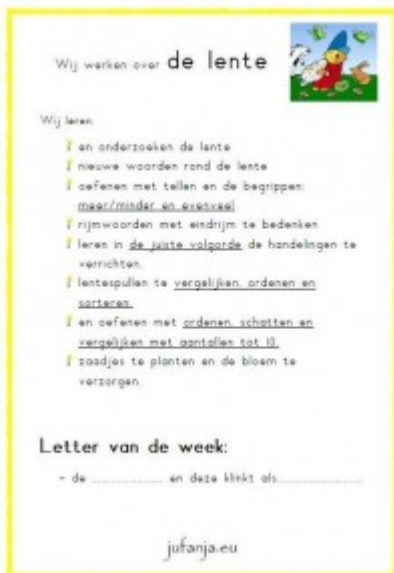 Wij werken over de lente
Wij leren:
en onderzoeken de lente
nieuwe woorden rond de lente
oefenen met tellen en de begrippen:
meer/minder en evenveel
rijmwoorden met eindrijm te bedenken
leren in de juiste volgorde de handelingen te
verrichten.
lentespullen te vergelijken, ordenen en
sorteren.
en oefenen met ordenen, schatten en
vergelijken met aantallen tot 10.
zaadjes te planten en de bloem te
verzorgen.
Letter van de week:
- de .................... en deze klinkt als........................
jufanja.eu